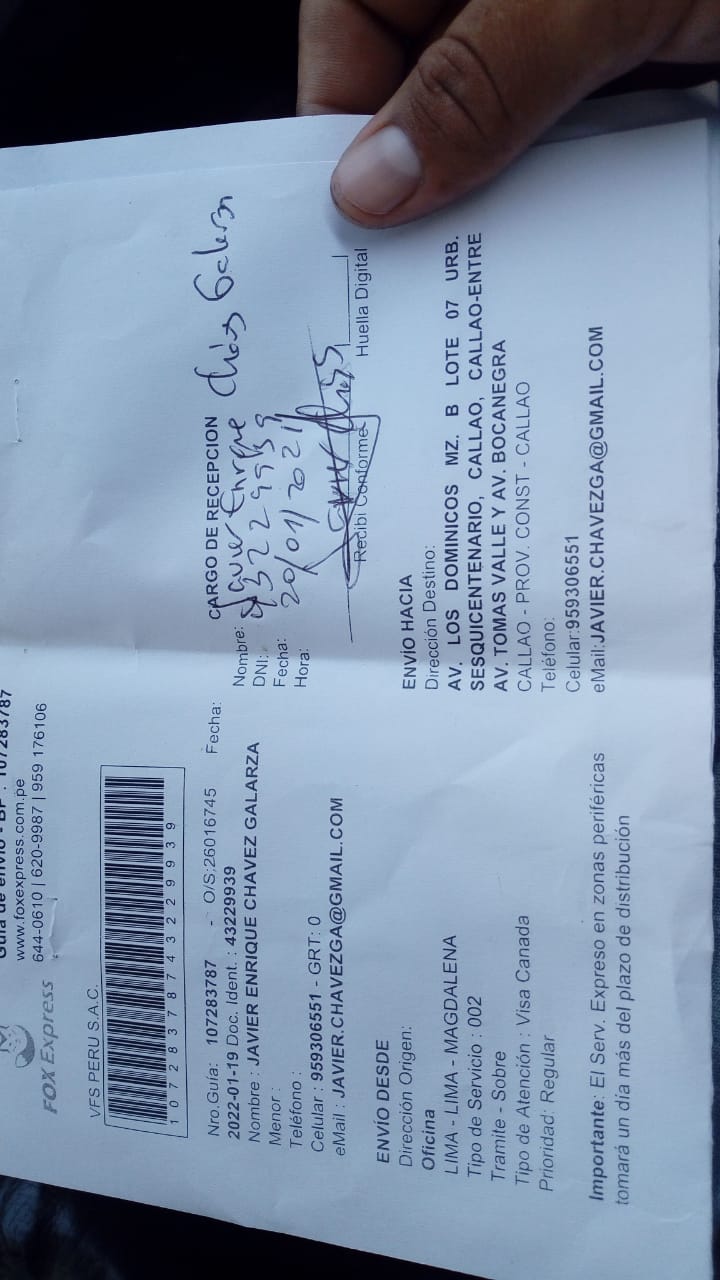 Guía de envío - BP : 107283787
www.foxexpress.com.pe
644-0610 | 620-9987 | 959 176106
FOX Express
VFS PERU S.A.C.
1 0 7 2 8 3 7 8 7 4 3 2 2 9 9 3 9
Nro.Guía: 107283787 - O/S:26016745 Fecha:
2022-01-19 Doc. Ident. : 43229939
Nombre : JAVIER ENRIQUE CHAVEZ GALARZA
Menor :
Teléfono :
Celular : 959306551 - GRT: 0
eMail : JAVIER.CHAVEZGA@GMAIL.COM
ENVÍO DESDE
Dirección Origen:
Oficina
LIMA - LIMA - MAGDALENA
Tipo de Servicio : 002
Tramite - Sobre
Tipo de Atención : Visa Canada
Prioridad: Regular
Importante: El Serv. Expreso en zonas periféricas
tomará un día más del plazo de distribución
CARGO DE RECEPCION
Nombre: Javier Enrique
DNI: 43229939
Fecha: 20/01/2021
Hora:
Recibi Conforme
Huella Digital
ENVÍO HACIA
Dirección Destino:
AV. LOS DOMINICOS MZ. B LOTE 07 URB.
SESQUICENTENARIO, CALLAO, CALLAO-ENTRE
AV. TOMAS VALLE Y AV. BOCANEGRA
CALLAO - PROV. CONST - CALLAO
Teléfono:
Celular:959306551
eMail:JAVIER.CHAVEZGA@GMAIL.COM